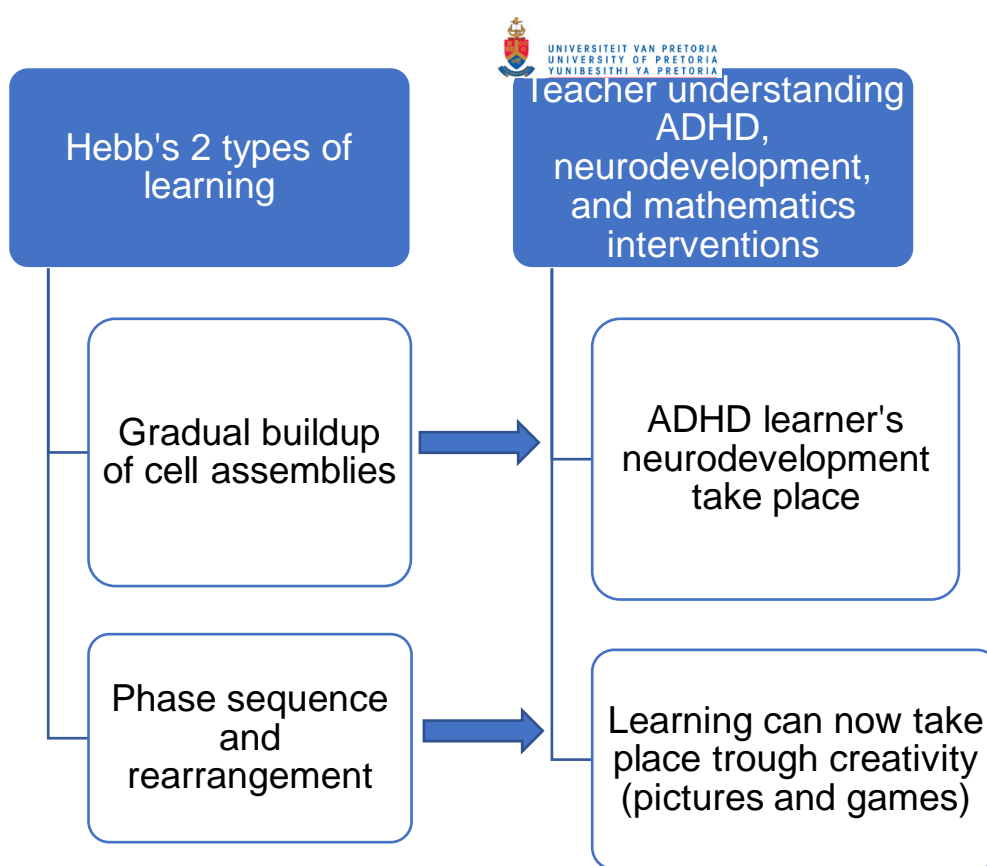 UNIVERSITEIT VAN PRETORIA
UNIVERSITY OF PRETORIA
YUNIBESITHI YA PRETORIA
Hebb's 2 types of
learning
Teacher understanding
ADHD,
neurodevelopment,
and mathematics
interventions
Gradual buildup
of cell assemblies
ADHD learner's
neurodevelopment
take place
Phase sequence
and
rearrangement
Learning can now take
place trough creativity
(pictures and games)